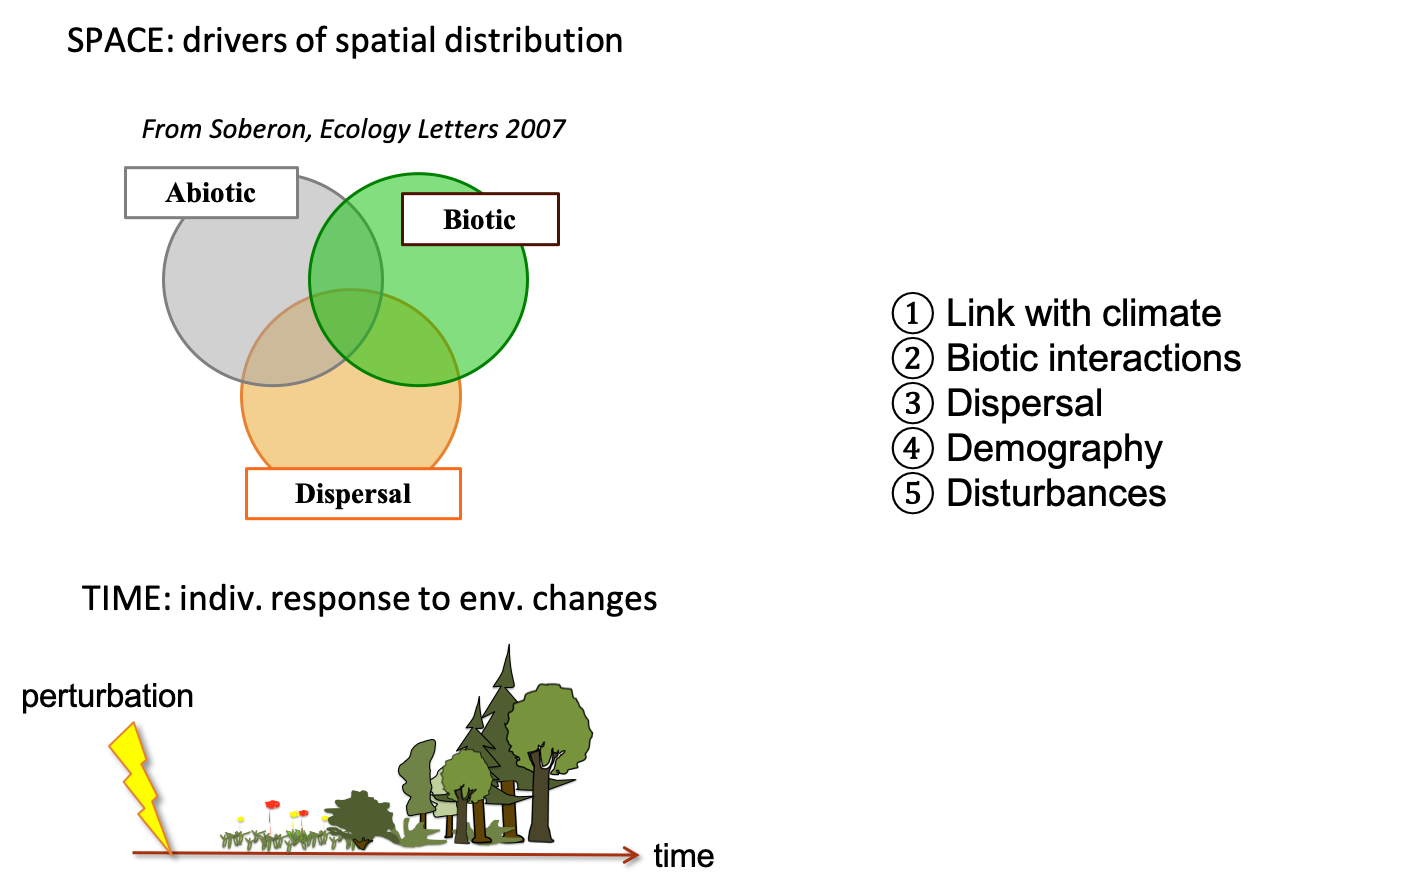 SPACE: drivers of spatial distribution
From Soberon, Ecology Letters 2007
Abiotic
Biotic
Dispersal
① Link with climate
② Biotic interactions
③ Dispersal
④ Demography
⑤ Disturbances
TIME: indiv. response to env. changes
perturbation
time